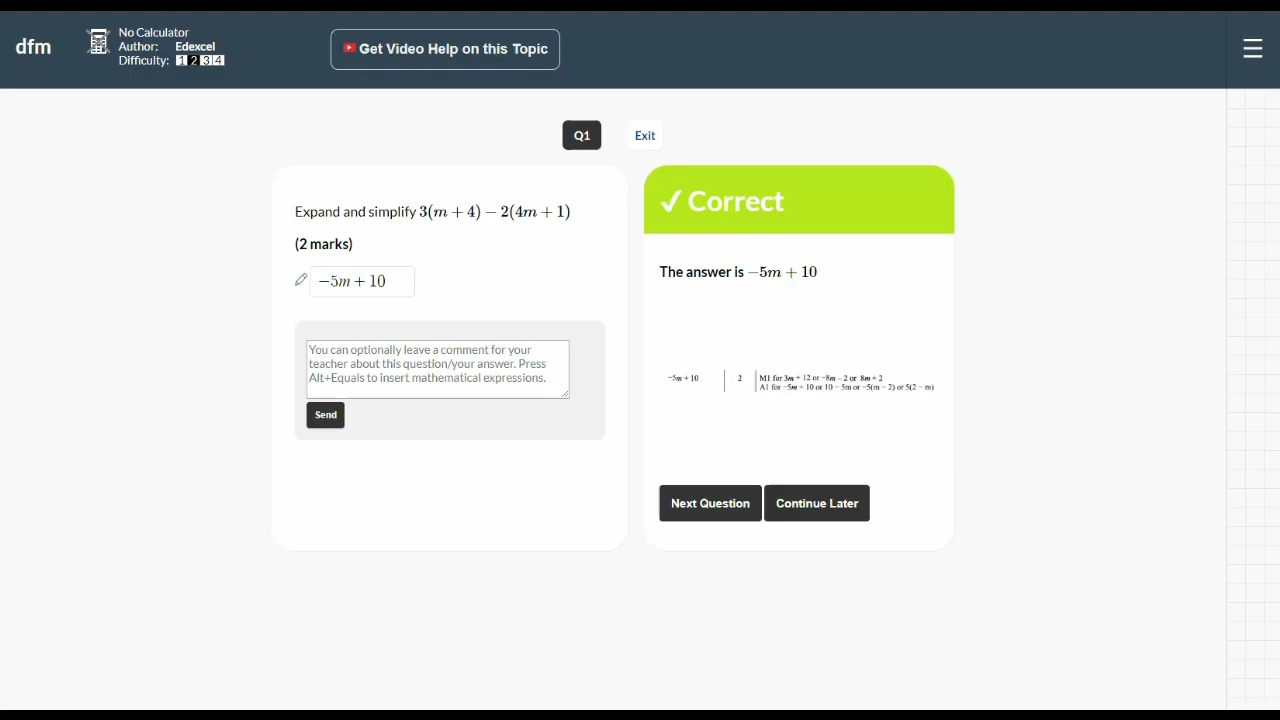 dfm
No Calculator
Author: Edexcel
Difficulty: 1 2 3 4
Get Video Help on this Topic
Q1
Exit
Expand and simplify 3(m + 4) − 2(4m + 1)
(2 marks)
−5m + 10
You can optionally leave a comment for your
teacher about this question/your answer. Press
Alt+Equals to insert mathematical expressions.
Send
✓ Correct
The answer is −5m + 10
−5m + 10 2 M1 for 3m + 12 or −8m − 2 or 8m + 2
A1 for −5m + 10 or 10 − 5m or −5(m − 2) or 5(2 − m)
Next Question
Continue Later